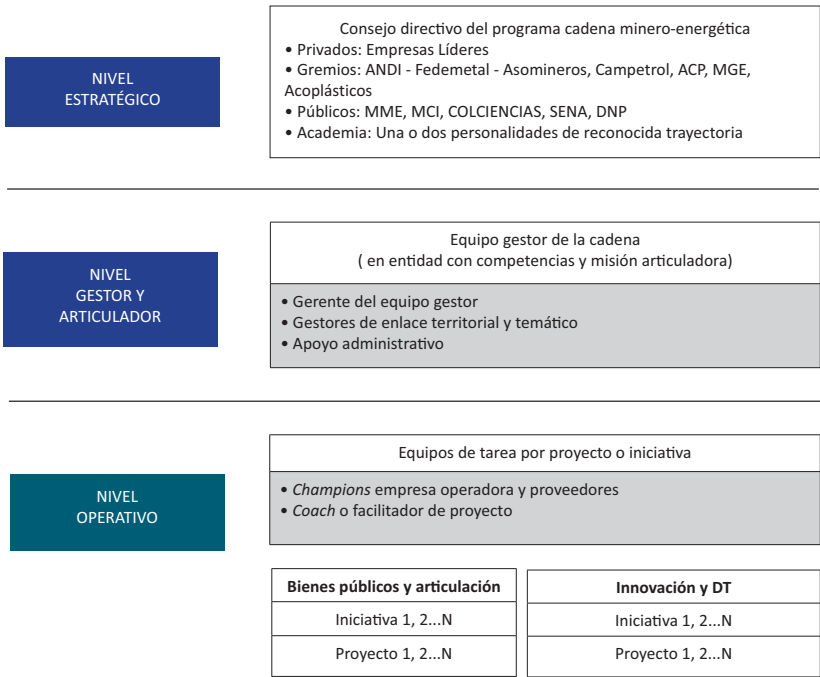 NIVEL
ESTRATÉGICO
Consejo directivo del programa cadena minero-energética
• Privados: Empresas Líderes
• Gremios: ANDI - Fedemetal - Asomineros, Campetrol, ACP, MGE,
Acoplásticos
• Públicos: MME, MCI, COLCIENCIAS, SENA, DNP
• Academia: Una o dos personalidades de reconocida trayectoria
NIVEL
GESTOR Y
ARTICULADOR
Equipo gestor de la cadena
( en entidad con competencias y misión articuladora)
• Gerente del equipo gestor
• Gestores de enlace territorial y temático
• Apoyo administrativo
NIVEL
OPERATIVO
Equipos de tarea por proyecto o iniciativa
• Champions empresa operadora y proveedores
• Coach o facilitador de proyecto
Bienes públicos y articulación
Iniciativa 1, 2...N
Proyecto 1, 2...N
Innovación y DT
Iniciativa 1, 2...N
Proyecto 1, 2...N